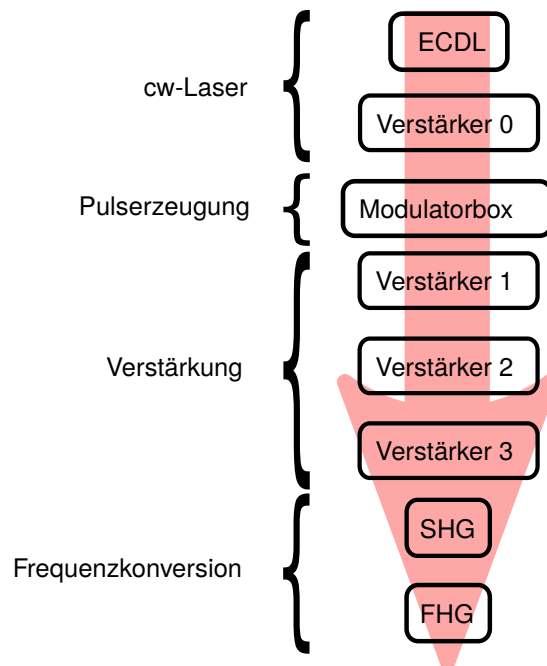 ECDL
cw-Laser
Verstärker 0
Pulserzeugung
Modulatorbox
Verstärker 1
Verstärkung
Verstärker 2
Verstärker 3
SHG
Frequenzkonversion
FHG